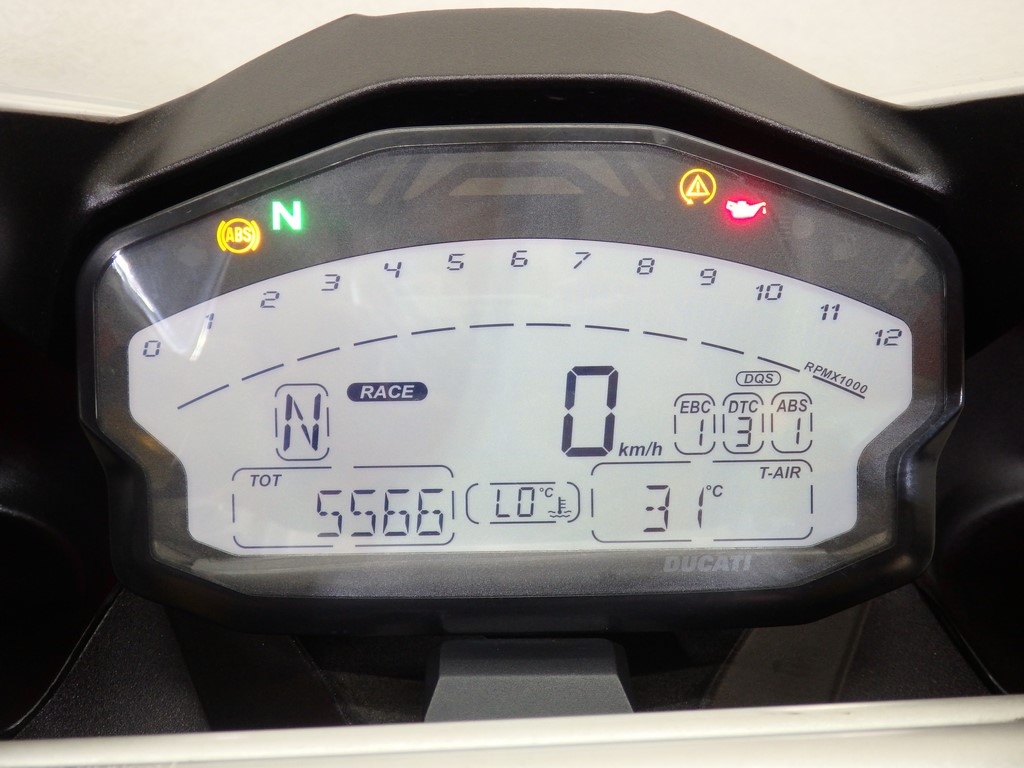 N
ABS
0 1 2 3 4 5 6 7 8 9 10 11 12
RPMX1000
N
RACE
0 km/h
DQS
EBC DTC ABS
1 3 1
TOT
5566
LO °C
T-AIR
31 °C
DUCATI